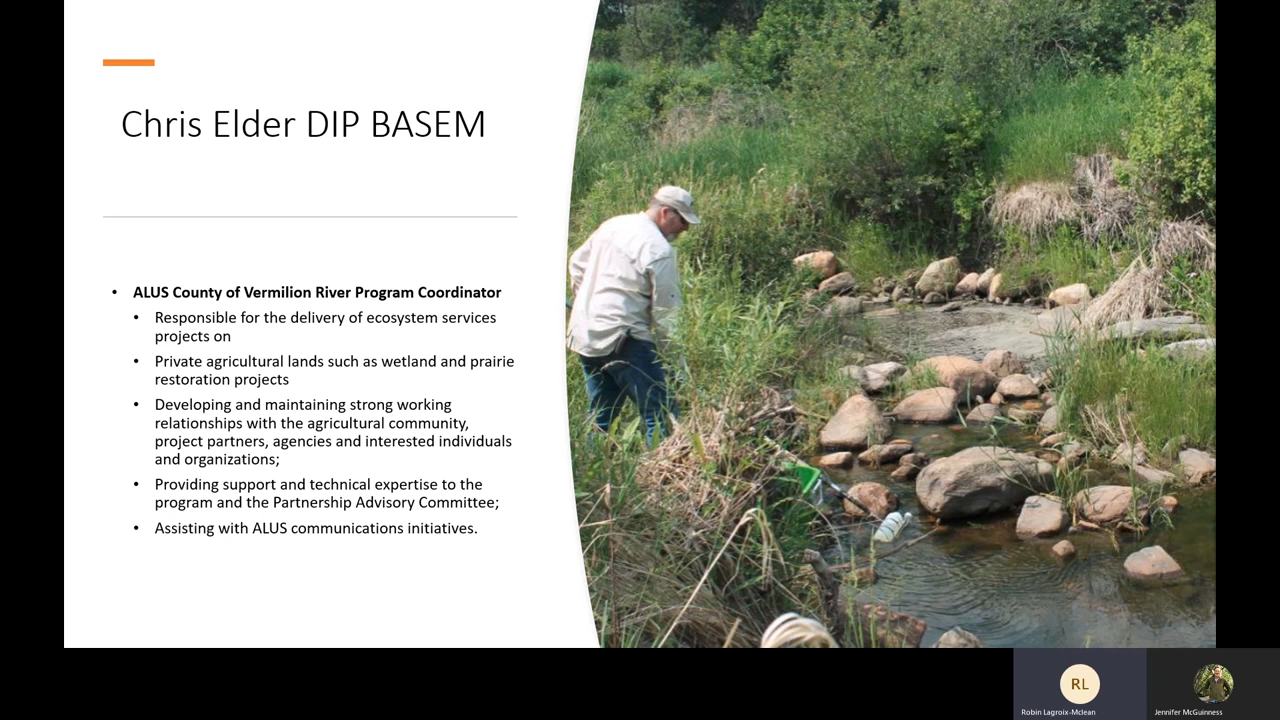 Chris Elder DIP BASEM
• ALUS County of Vermilion River Program Coordinator
• Responsible for the delivery of ecosystem services
projects on
• Private agricultural lands such as wetland and prairie
restoration projects
• Developing and maintaining strong working
relationships with the agricultural community,
project partners, agencies and interested individuals
and organizations;
• Providing support and technical expertise to the
program and the Partnership Advisory Committee;
• Assisting with ALUS communications initiatives.
RL
Robin Lagroix-Mclean
Jennifer McGuinness